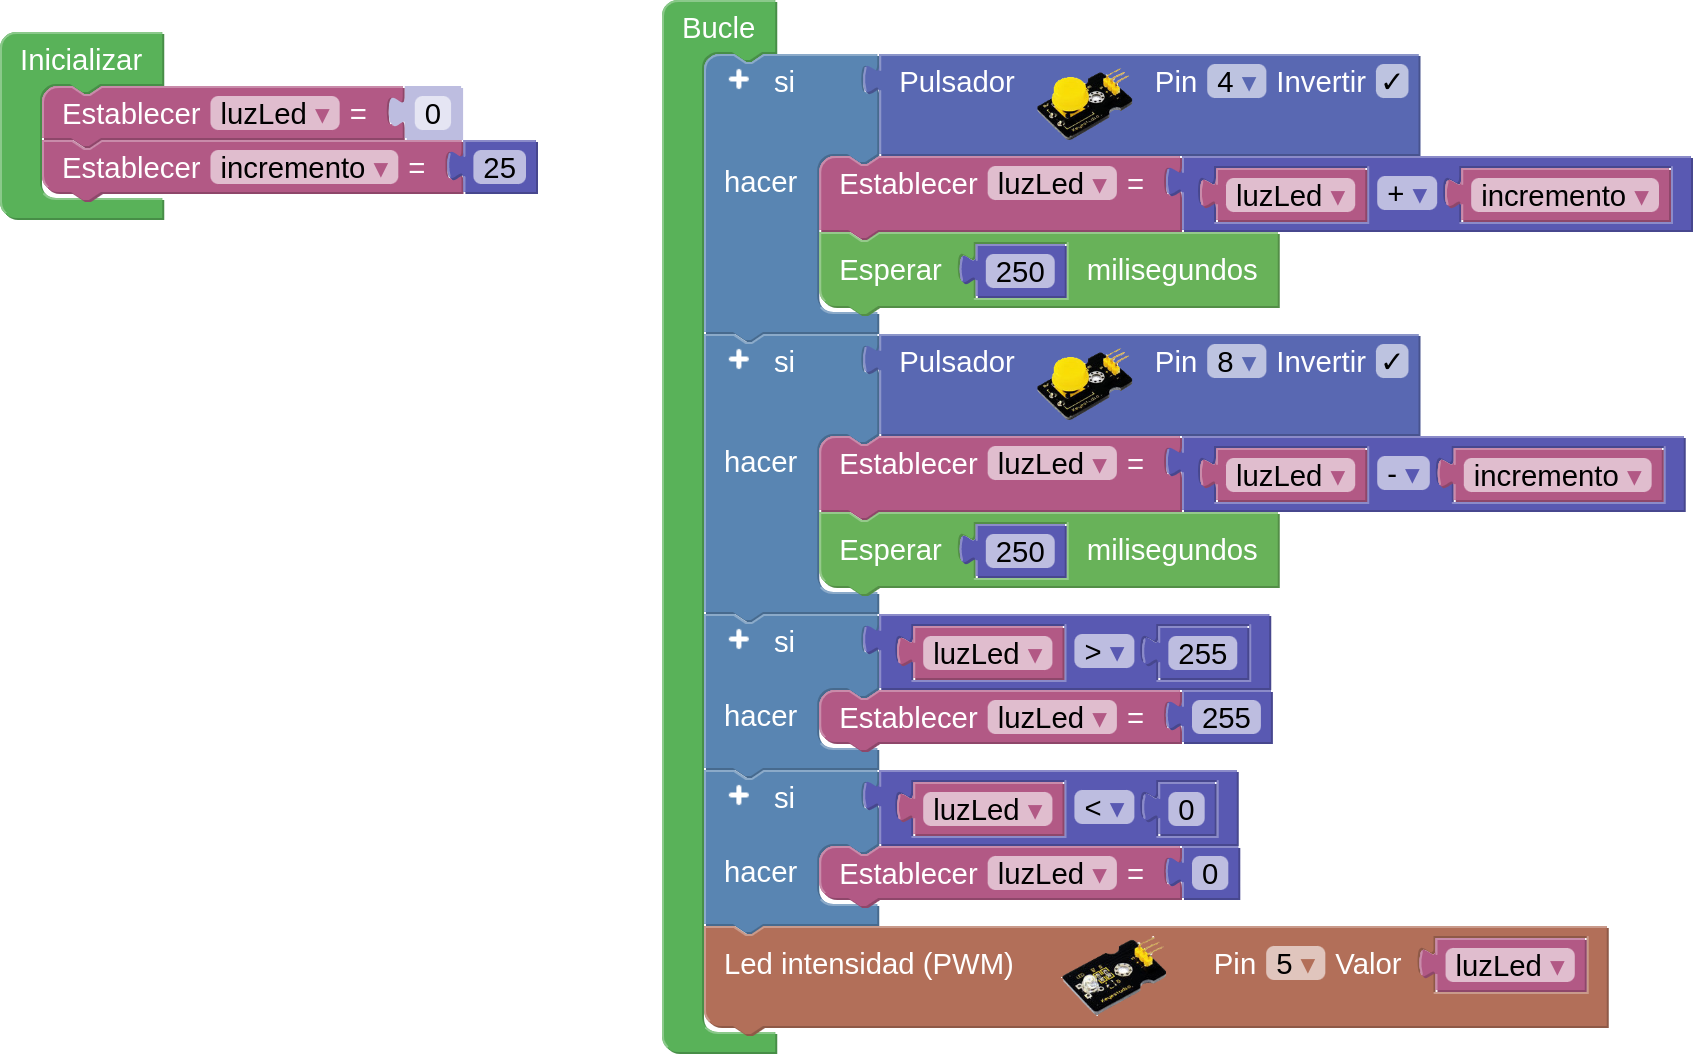 Inicializar
Establecer luzLed ▾ = 0
Establecer incremento ▾ = 25
Bucle
si Pulsador Pin 4 ▾ Invertir ✓
hacer Establecer luzLed ▾ = luzLed ▾ + ▾ incremento ▾
Esperar 250 milisegundos
si Pulsador Pin 8 ▾ Invertir ✓
hacer Establecer luzLed ▾ = luzLed ▾ - ▾ incremento ▾
Esperar 250 milisegundos
si luzLed ▾ > ▾ 255
hacer Establecer luzLed ▾ = 255
si luzLed ▾ < ▾ 0
hacer Establecer luzLed ▾ = 0
Led intensidad (PWM) Pin 5 ▾ Valor luzLed ▾